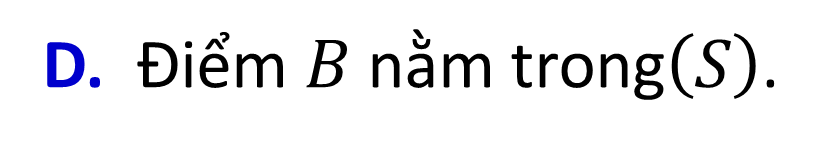 D. Điểm B nằm trong(S).